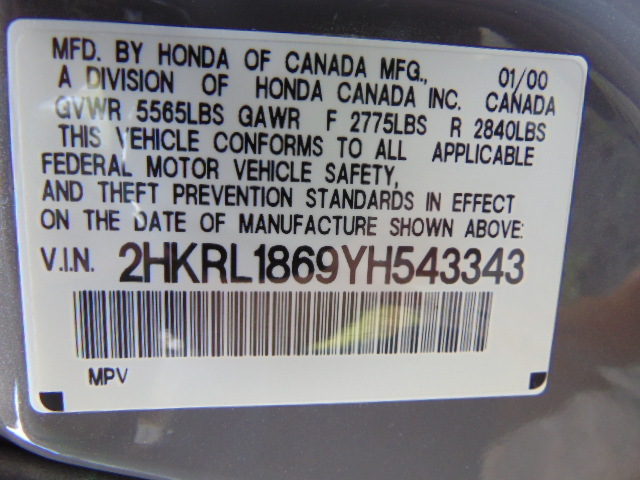 MFD. BY HONDA OF CANADA MFG., 01/00
A DIVISION OF HONDA CANADA INC. CANADA
GVWR 5565LBS GAWR F 2775LBS R 2840LBS
THIS VEHICLE CONFORMS TO ALL APPLICABLE
FEDERAL MOTOR VEHICLE SAFETY,
AND THEFT PREVENTION STANDARDS IN EFFECT
ON THE DATE OF MANUFACTURE SHOWN ABOVE:
V.I.N. 2HKRL1869YH543343
MPV